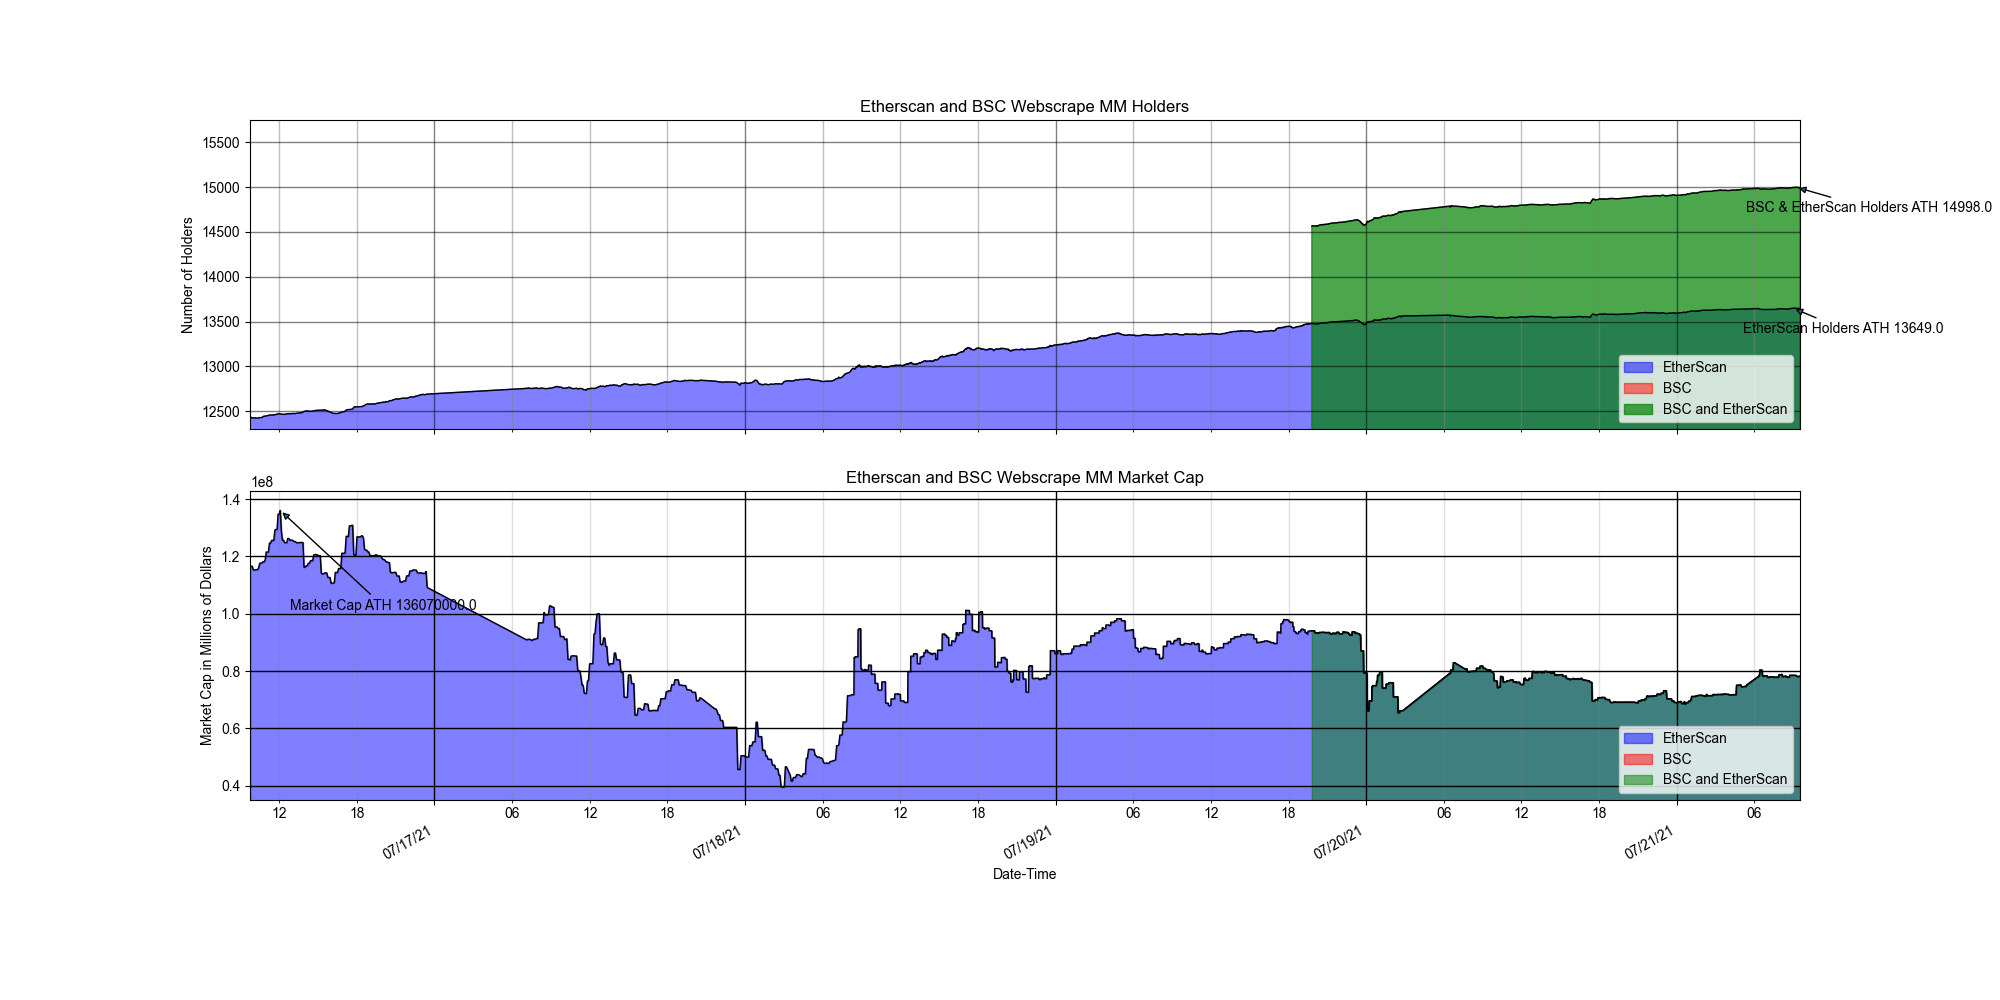 Etherscan and BSC Webscrape MM Holders
Number of Holders
15500
15000
14500
14000
13500
13000
12500
BSC & EtherScan Holders ATH 14998.0
EtherScan Holders ATH 13649.0
EtherScan
BSC
BSC and EtherScan
Etherscan and BSC Webscrape MM Market Cap
1e8
Market Cap in Millions of Dollars
1.4
1.2
1.0
0.8
0.6
0.4
Market Cap ATH 136070000.0
EtherScan
BSC
BSC and EtherScan
12 18 06 12 18 06 12 18 06 12 18 06 12 18 06
07/17/21 07/18/21 07/19/21 07/20/21 07/21/21
Date-Time